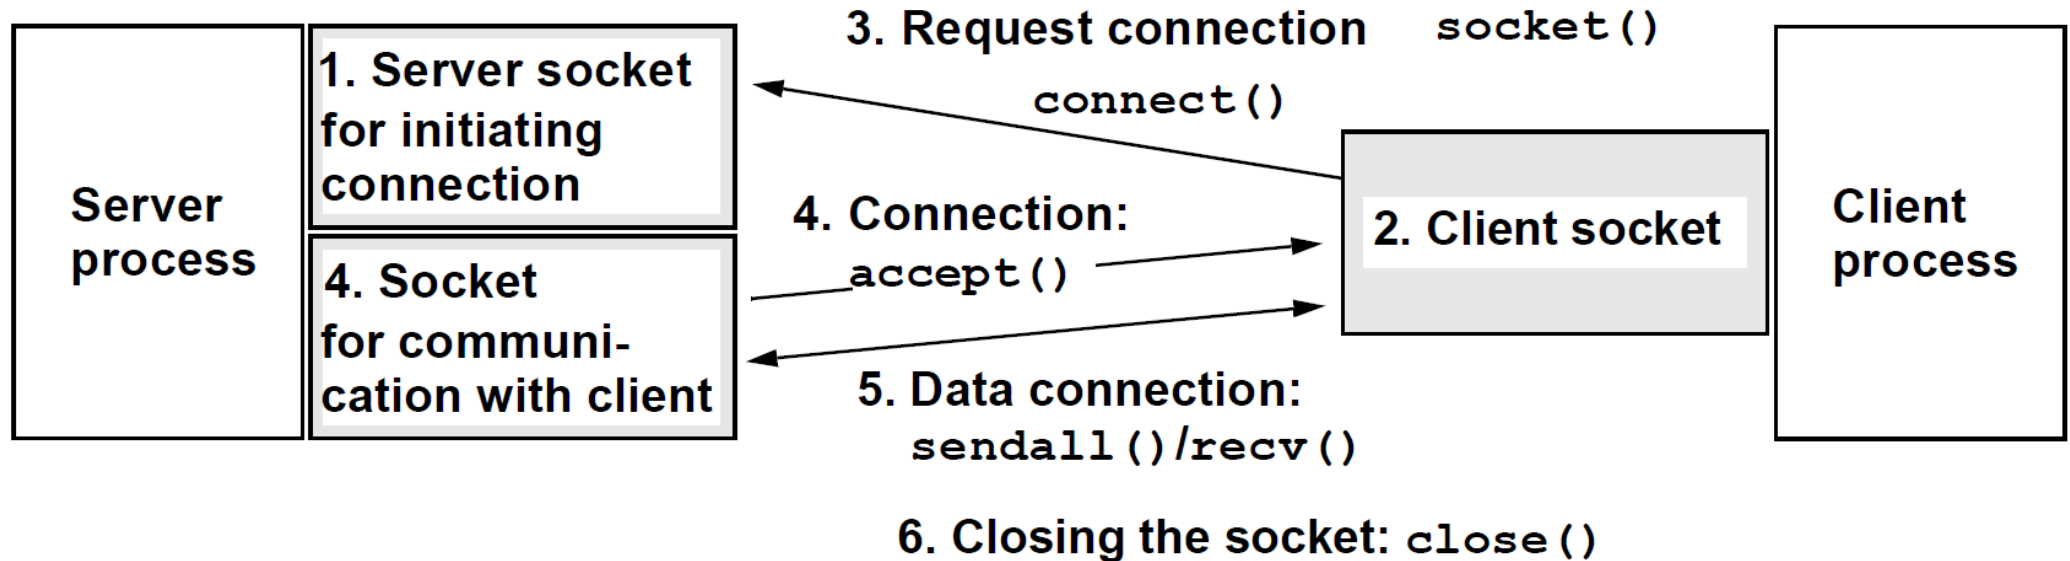 Server
process
1. Server socket
for initiating
connection
4. Socket
for communi-
cation with client
3. Request connection
connect()
4. Connection:
accept()
5. Data connection:
sendall()/recv()
6. Closing the socket: close()
socket()
2. Client socket
Client
process